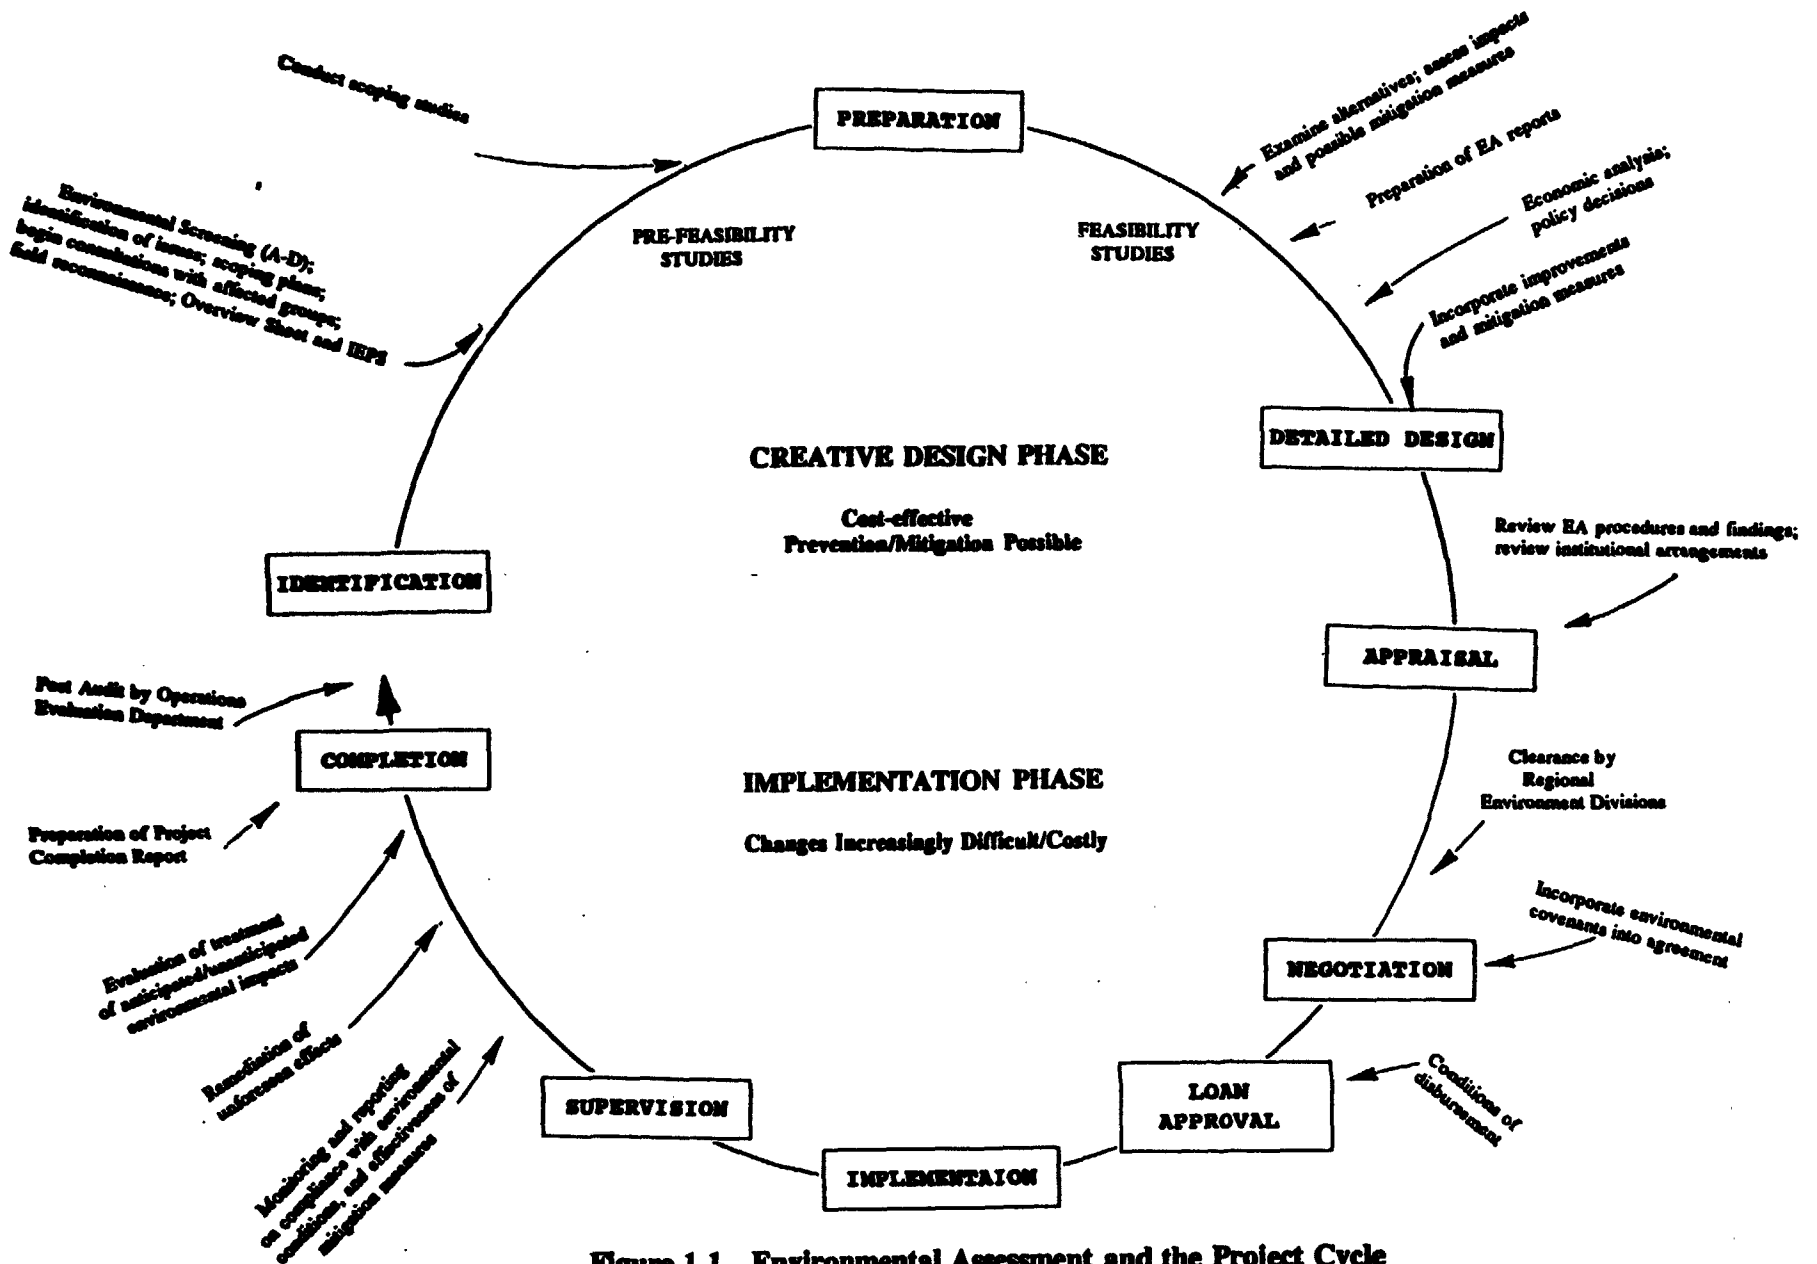 Conduct scoping studies
PREPARATION
Examine alternatives; assess impacts
and possible mitigation measures
Preparation of EA reports
Economic analysis;
policy decisions
Incorporate improvements
and mitigation measures
Environmental Screening (A-D);
identification of issues; scoping plans;
begin consultations with affected groups;
field reconnaissance; Overview Sheet and IEPS
PRE-FEASIBILITY
STUDIES
FEASIBILITY
STUDIES
DETAILED DESIGN
CREATIVE DESIGN PHASE
Cost-effective
Prevention/Mitigation Possible
Review EA procedures and findings;
review institutional arrangements
IDENTIFICATION
APPRAISAL
Post Audit by Operations
Evaluation Department
COMPLETION
IMPLEMENTATION PHASE
Changes Increasingly Difficult/Costly
Clearance by
Regional
Environment Divisions
Preparation of Project
Completion Report
Incorporate environmental
covenants into agreement
NEGOTIATION
Evaluation of treatment
of anticipated/unanticipated
environmental impacts
Remediation of
unforeseen effects
Monitoring and reporting
on compliance with environmental
conditions, and effectiveness of
mitigation measures
SUPERVISION
LOAN
APPROVAL
Conditions of
disbursement
IMPLEMENTAION
Figure 1.1 Environmental Assessment and the Project Cycle